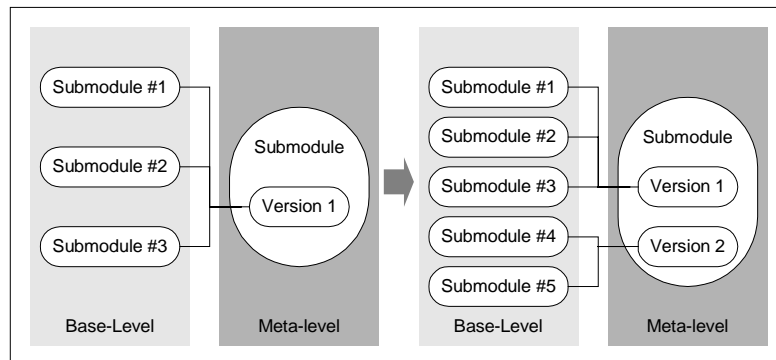 Submodule #1
Submodule #2
Submodule #3
Base-Level
Submodule
Version 1
Meta-level
Submodule #1
Submodule #2
Submodule #3
Submodule #4
Submodule #5
Base-Level
Submodule
Version 1
Version 2
Meta-level